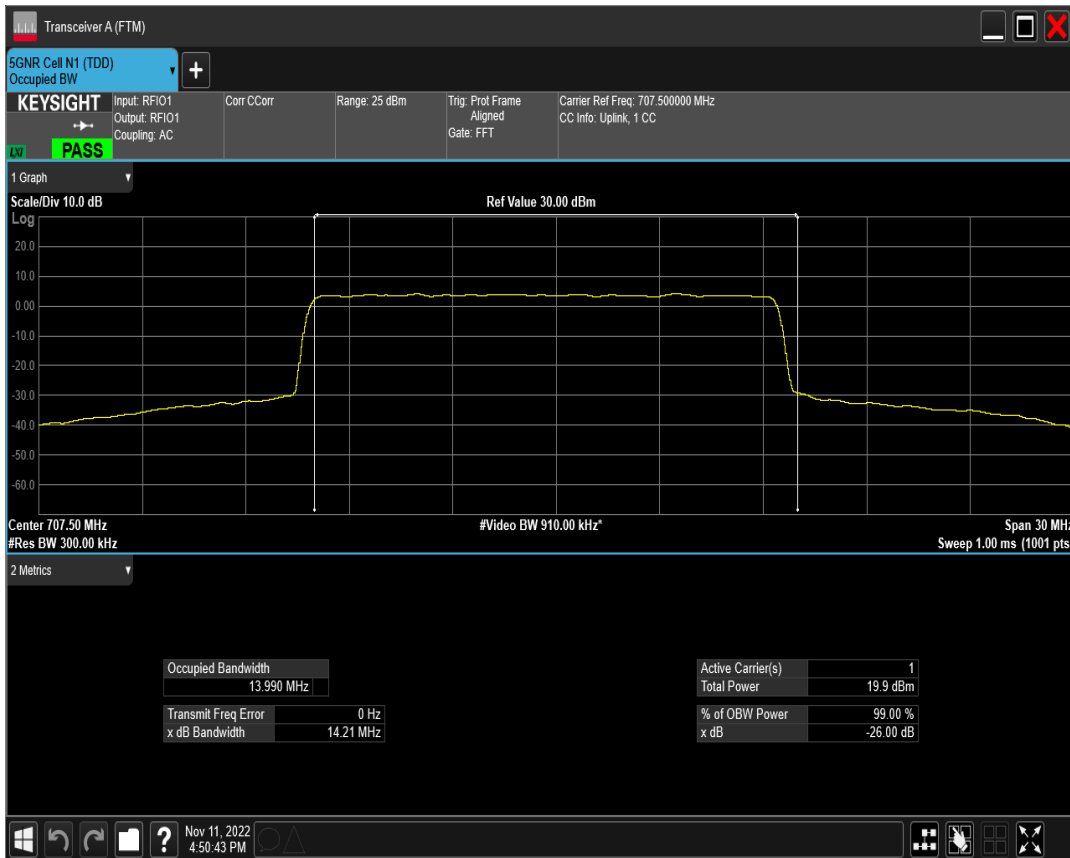 Transceiver A (FTM)
5GNR Cell N1 (TDD)
Occupied BW
+
KEYSIGHT
LXI
PASS
Input: RFIO1
Output: RFIO1
Coupling: AC
Corr CCorr
Range: 25 dBm
Trig: Prot Frame
Aligned
Gate: FFT
Carrier Ref Freq: 707.500000 MHz
CC Info: Uplink, 1 CC
1 Graph
Scale/Div 10.0 dB
Ref Value 30.00 dBm
Log
20.0
10.0
0.00
-10.0
-20.0
-30.0
-40.0
-50.0
-60.0
Center 707.50 MHz
#Video BW 910.00 kHz*
Span 30 MHz
#Res BW 300.00 kHz
Sweep 1.00 ms (1001 pts
2 Metrics
Occupied Bandwidth
13.990 MHz
Transmit Freq Error 0 Hz
x dB Bandwidth 14.21 MHz
Active Carrier(s) 1
Total Power 19.9 dBm
% of OBW Power 99.00 %
x dB -26.00 dB
?
Nov 11, 2022
4:50:43 PM